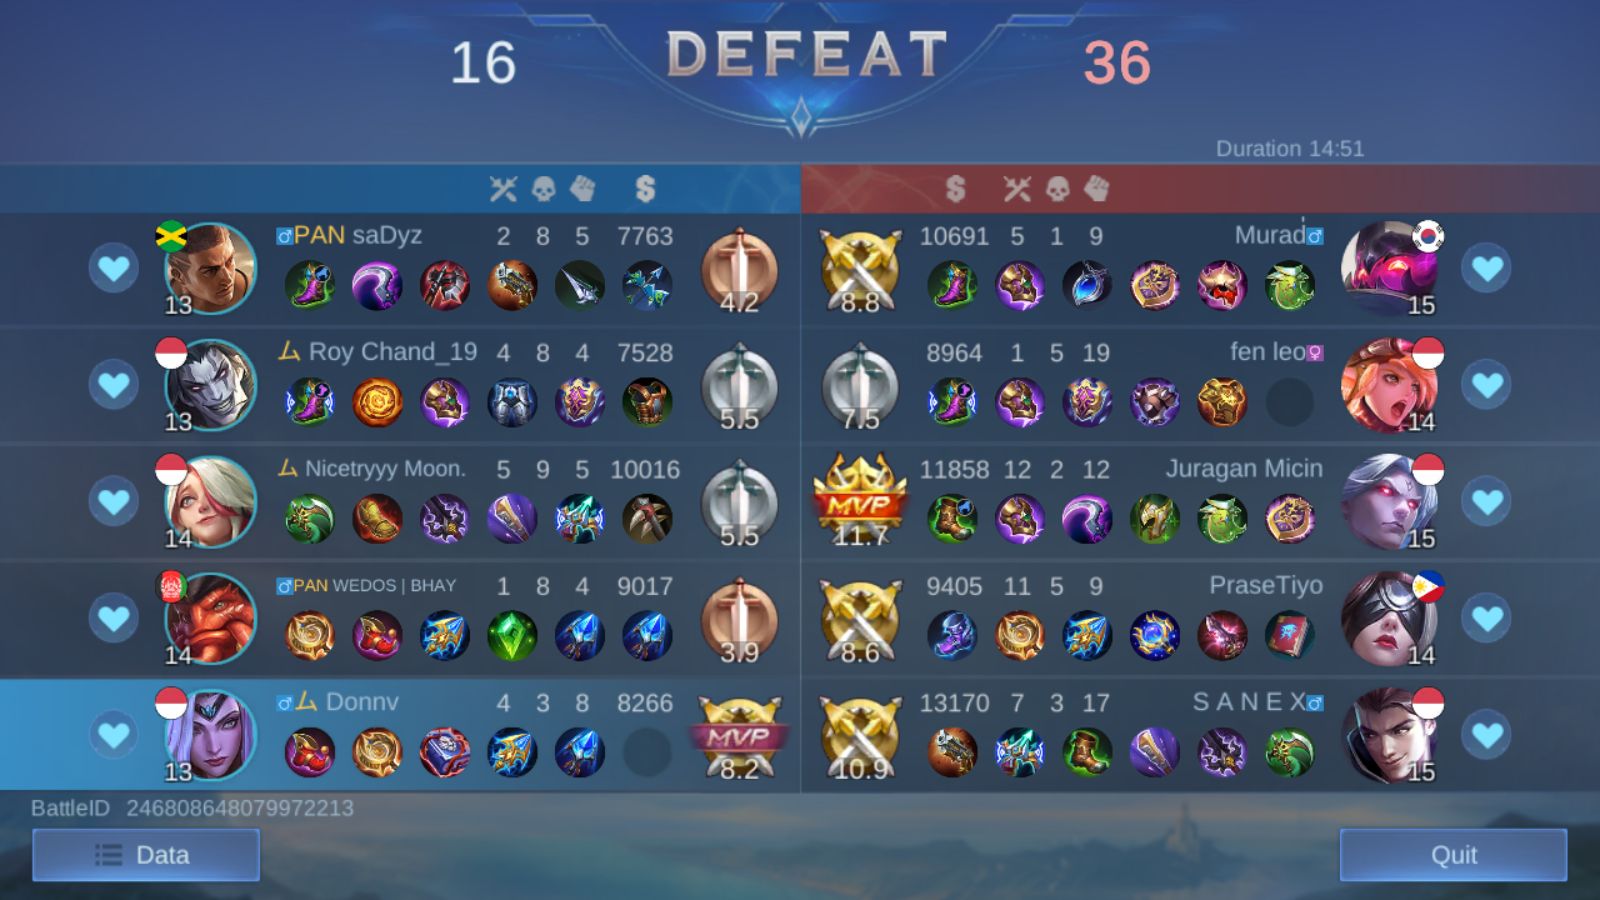 16 DEFEAT 36
Duration 14:51
PAN saDyz 2 8 5 7763
13 4.2
10691 5 1 9 Murad
8.8 15
ム Roy Chand_19 4 8 4 7528
13 5.5
8964 1 5 19 fen leo
7.5 14
ム Nicetryyy Moon. 5 9 5 10016
14 5.5
11858 12 2 12 Juragan Micin
MVP
11.7 15
PAN WEDOS | BHAY 1 8 4 9017
14 3.9
9405 11 5 9 PraseTiyo
8.6 14
ム Donnv 4 3 8 8266
MVP
13 8.2
13170 7 3 17 S A N E X
10.9 15
BattleID 246808648079972213
Data
Quit